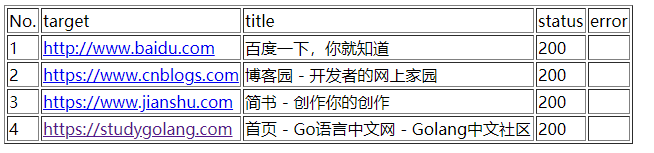 No. target title status error
1 http://www.baidu.com 百度一下，你就知道 200
2 https://www.cnblogs.com 博客园 - 开发者的网上家园 200
3 https://www.jianshu.com 简书 - 创作你的创作 200
4 https://studygolang.com 首页 - Go语言中文网 - Golang中文社区 200